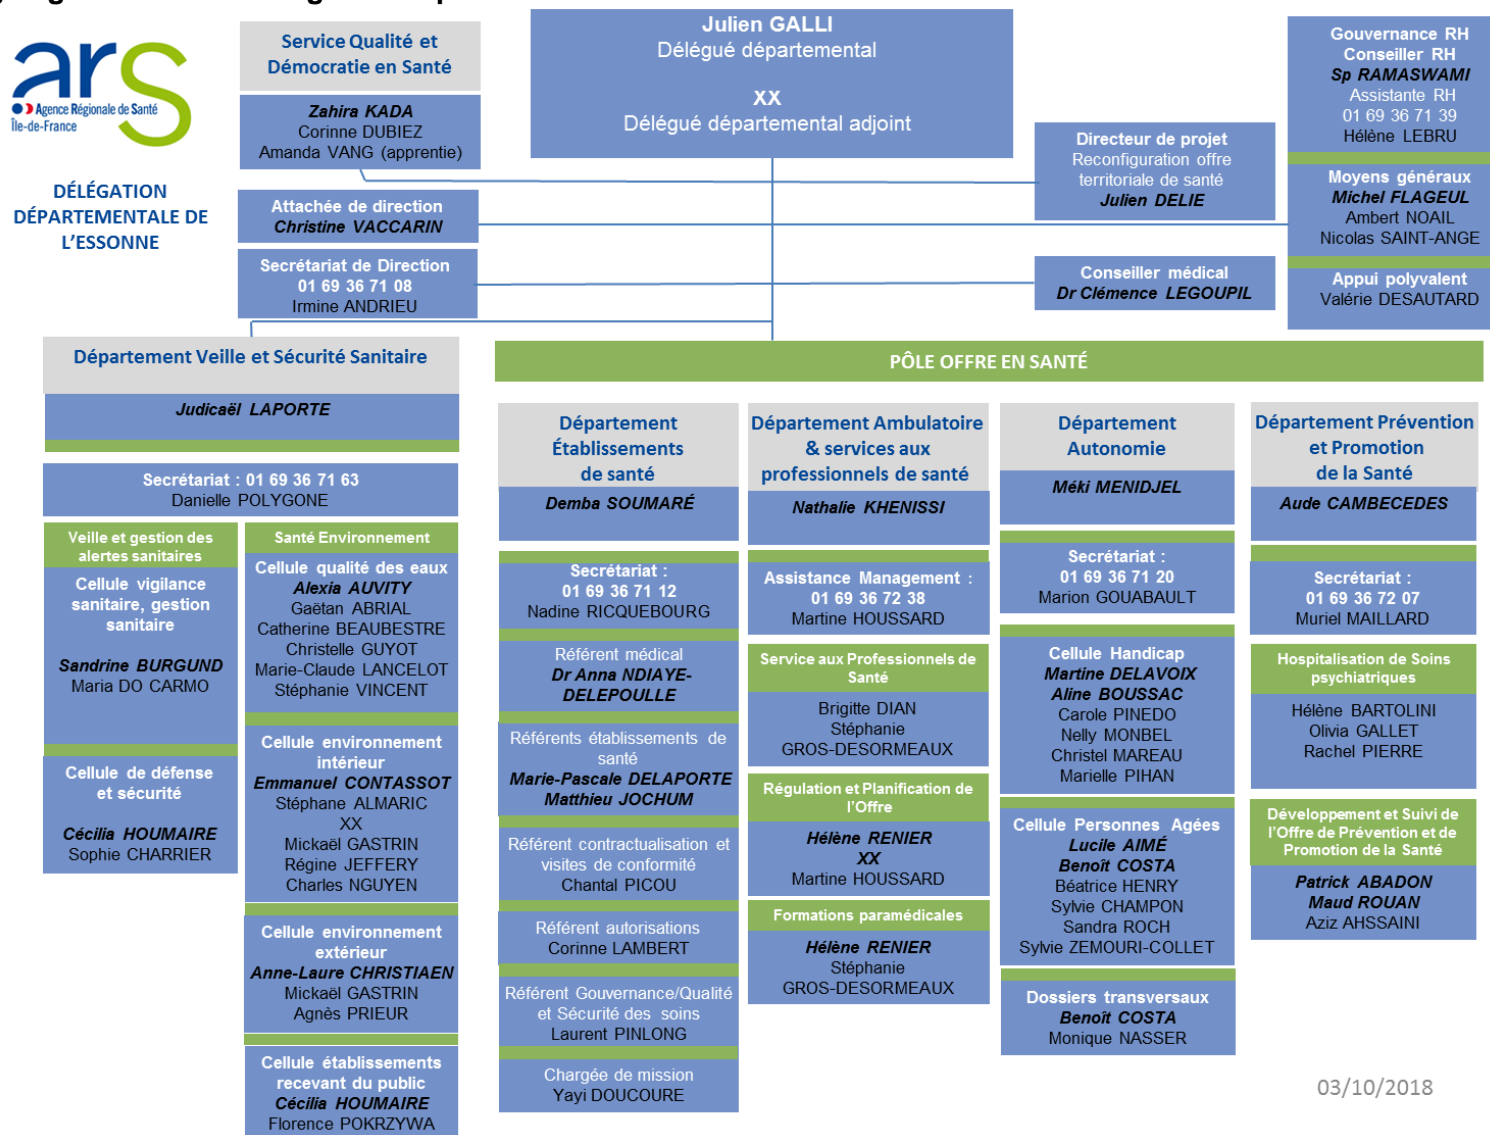 ars
Agence Régionale de Santé
Île-de-France
DÉLÉGATION
DÉPARTEMENTALE DE
L'ESSONNE
Service Qualité et
Démocratie en Santé
Zahira KADA
Corinne DUBIEZ
Amanda VANG (apprentie)
Attachée de direction
Christine VACCARIN
Secrétariat de Direction
01 69 36 71 08
Irmine ANDRIEU
Julien GALLI
Délégué départemental
XX
Délégué départemental adjoint
Directeur de projet
Reconfiguration offre
territoriale de santé
Julien DELIE
Conseiller médical
Dr Clémence LEGOUPIL
Gouvernance RH
Conseiller RH
Sp RAMASWAMI
Assistante RH
01 69 36 71 39
Hélène LEBRU
Moyens généraux
Michel FLAGEUL
Ambert NOAIL
Nicolas SAINT-ANGE
Appui polyvalent
Valérie DESAUTARD
Département Veille et Sécurité Sanitaire
Judicaël LAPORTE
Secrétariat : 01 69 36 71 63
Danielle POLYGONE
Veille et gestion des
alertes sanitaires
Cellule vigilance
sanitaire, gestion
sanitaire
Sandrine BURGUND
Maria DO CARMO
Cellule de défense
et sécurité
Cécilia HOUMAIRE
Sophie CHARRIER
Santé Environnement
Cellule qualité des eaux
Alexia AUVITY
Gaëtan ABRIAL
Catherine BEAUBESTRE
Christelle GUYOT
Marie-Claude LANCELOT
Stéphanie VINCENT
Cellule environnement
intérieur
Emmanuel CONTASSOT
Stéphane ALMARIC
XX
Mickaël GASTRIN
Régine JEFFERY
Charles NGUYEN
Cellule environnement
extérieur
Anne-Laure CHRISTIAEN
Mickaël GASTRIN
Agnès PRIEUR
Cellule établissements
recevant du public
Cécilia HOUMAIRE
Florence POKRZYWA
PÔLE OFFRE EN SANTÉ
Département
Établissements
de santé
Demba SOUMARÉ
Secrétariat :
01 69 36 71 12
Nadine RICQUEBOURG
Référent médical
Dr Anna NDIAYE-
DELEPOULLE
Référents établissements de
santé
Marie-Pascale DELAPORTE
Matthieu JOCHUM
Référent contractualisation et
visites de conformité
Chantal PICOU
Référent autorisations
Corinne LAMBERT
Référent Gouvernance/Qualité
et Sécurité des soins
Laurent PINLONG
Chargée de mission
Yayi DOUCOURE
Département Ambulatoire
& services aux
professionnels de santé
Nathalie KHENISSI
Assistance Management :
01 69 36 72 38
Martine HOUSSARD
Service aux Professionnels de
Santé
Brigitte DIAN
Stéphanie
GROS-DESORMEAUX
Régulation et Planification de
l'Offre
Hélène RENIER
XX
Martine HOUSSARD
Formations paramédicales
Hélène RENIER
Stéphanie
GROS-DESORMEAUX
Département
Autonomie
Méki MENIDJEL
Secrétariat :
01 69 36 71 20
Marion GOUABAULT
Cellule Handicap
Martine DELAVOIX
Aline BOUSSAC
Carole PINEDO
Nelly MONBEL
Christel MAREAU
Marielle PIHAN
Cellule Personnes Agées
Lucile AIMÉ
Benoît COSTA
Béatrice HENRY
Sylvie CHAMPON
Sandra ROCH
Sylvie ZEMOURI-COLLET
Dossiers transversaux
Benoît COSTA
Monique NASSER
Département Prévention
et Promotion
de la Santé
Aude CAMBECEDES
Secrétariat :
01 69 36 72 07
Muriel MAILLARD
Hospitalisation de Soins
psychiatriques
Hélène BARTOLINI
Olivia GALLET
Rachel PIERRE
Développement et Suivi de
l'Offre de Prévention et de
Promotion de la Santé
Patrick ABADON
Maud ROUAN
Aziz AHSSAINI
03/10/2018